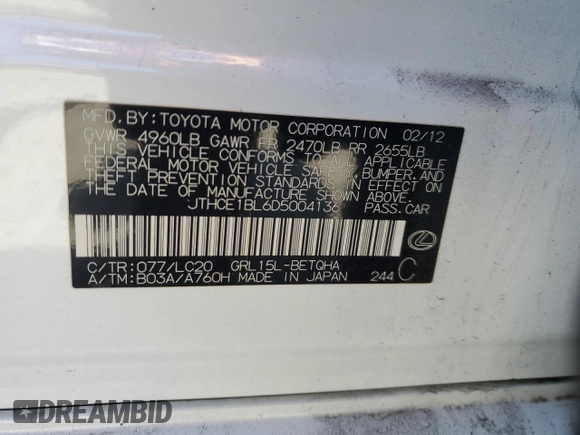 MFD. BY: TOYOTA MOTOR CORPORATION 02/12
GVWR 4960LB GAWR FR 2470LB RR 2655LB
THIS VEHICLE CONFORMS TO ALL APPLICABLE
FEDERAL MOTOR VEHICLE SAFETY, BUMPER, AND
THEFT PREVENTION STANDARDS IN EFFECT ON
THE DATE OF MANUFACTURE SHOWN ABOVE.
JTHCE1BL6D5004136 PASS. CAR
C/TR: 077/LC20 GRL15L-BETQHA
A/TM: B03A/A760H MADE IN JAPAN 244 C
DREAMBID